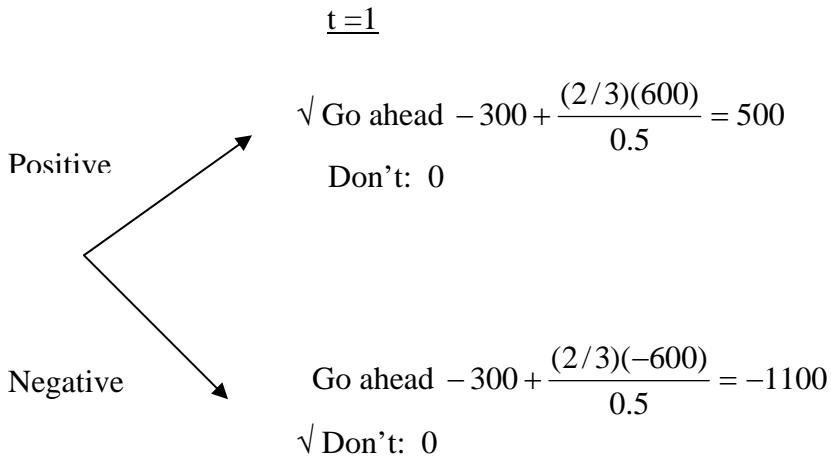 t =1
√ Go ahead − 300 + (2/3)(600) / 0.5 = 500
Positive
Don’t: 0
Negative
Go ahead − 300 + (2/3)(−600) / 0.5 = −1100
√ Don’t: 0